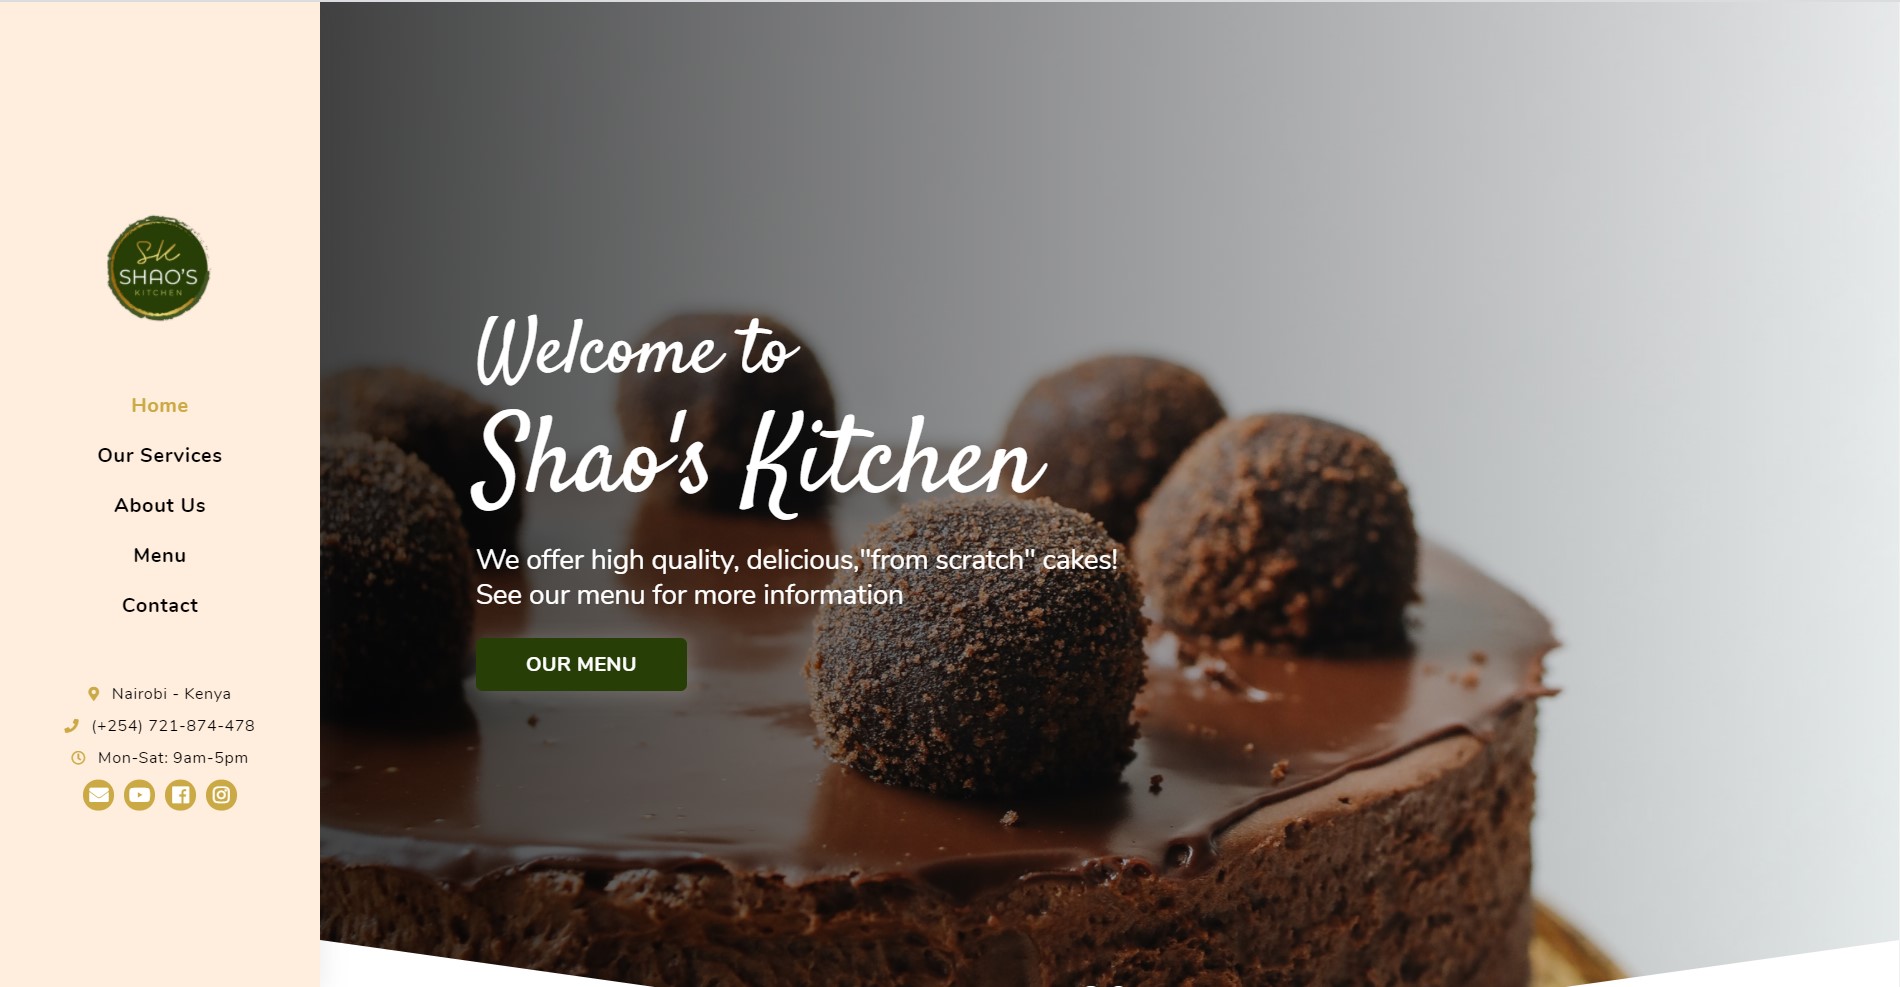 SK
SHAO'S
KITCHEN
Home
Our Services
About Us
Menu
Contact
Nairobi - Kenya
(+254) 721-874-478
Mon-Sat: 9am-5pm
Welcome to
Shao's Kitchen
We offer high quality, delicious,"from scratch" cakes!
See our menu for more information
OUR MENU